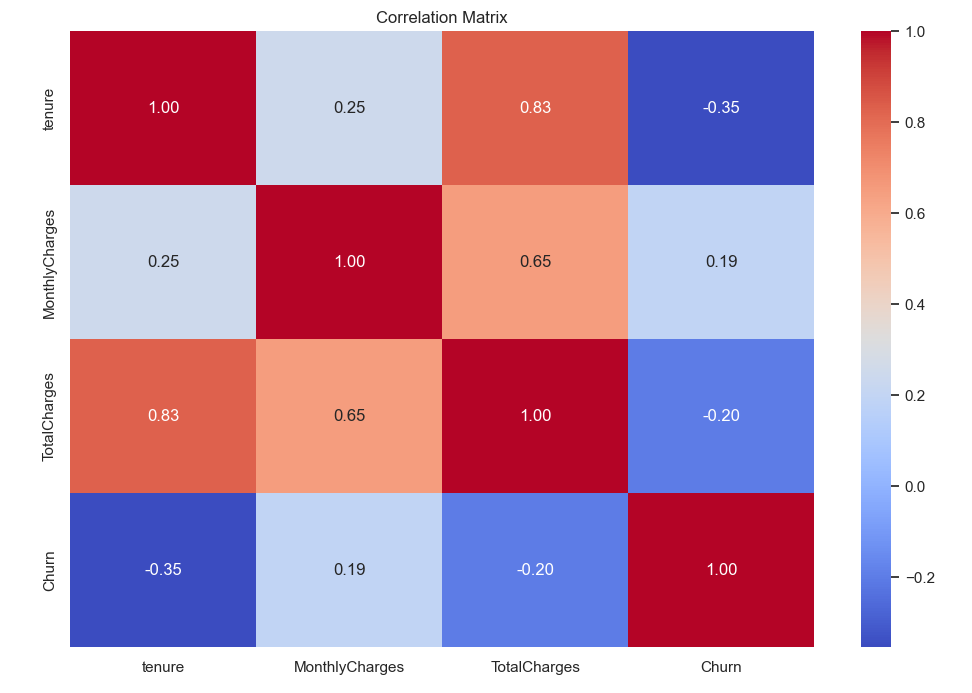 Correlation Matrix
tenure 1.00 0.25 0.83 -0.35
MonthlyCharges 0.25 1.00 0.65 0.19
TotalCharges 0.83 0.65 1.00 -0.20
Churn -0.35 0.19 -0.20 1.00
tenure MonthlyCharges TotalCharges Churn
1.0
0.8
0.6
0.4
0.2
0.0
−0.2